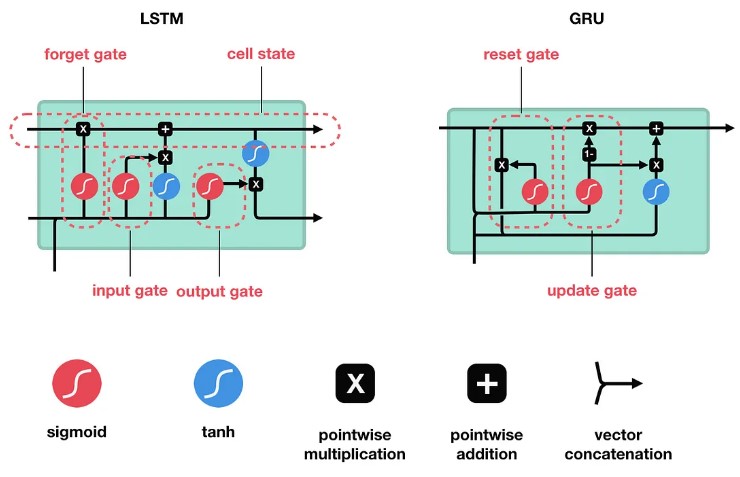 LSTM
GRU
forget gate
cell state
reset gate
input gate
output gate
update gate
sigmoid
tanh
pointwise
multiplication
pointwise
addition
vector
concatenation